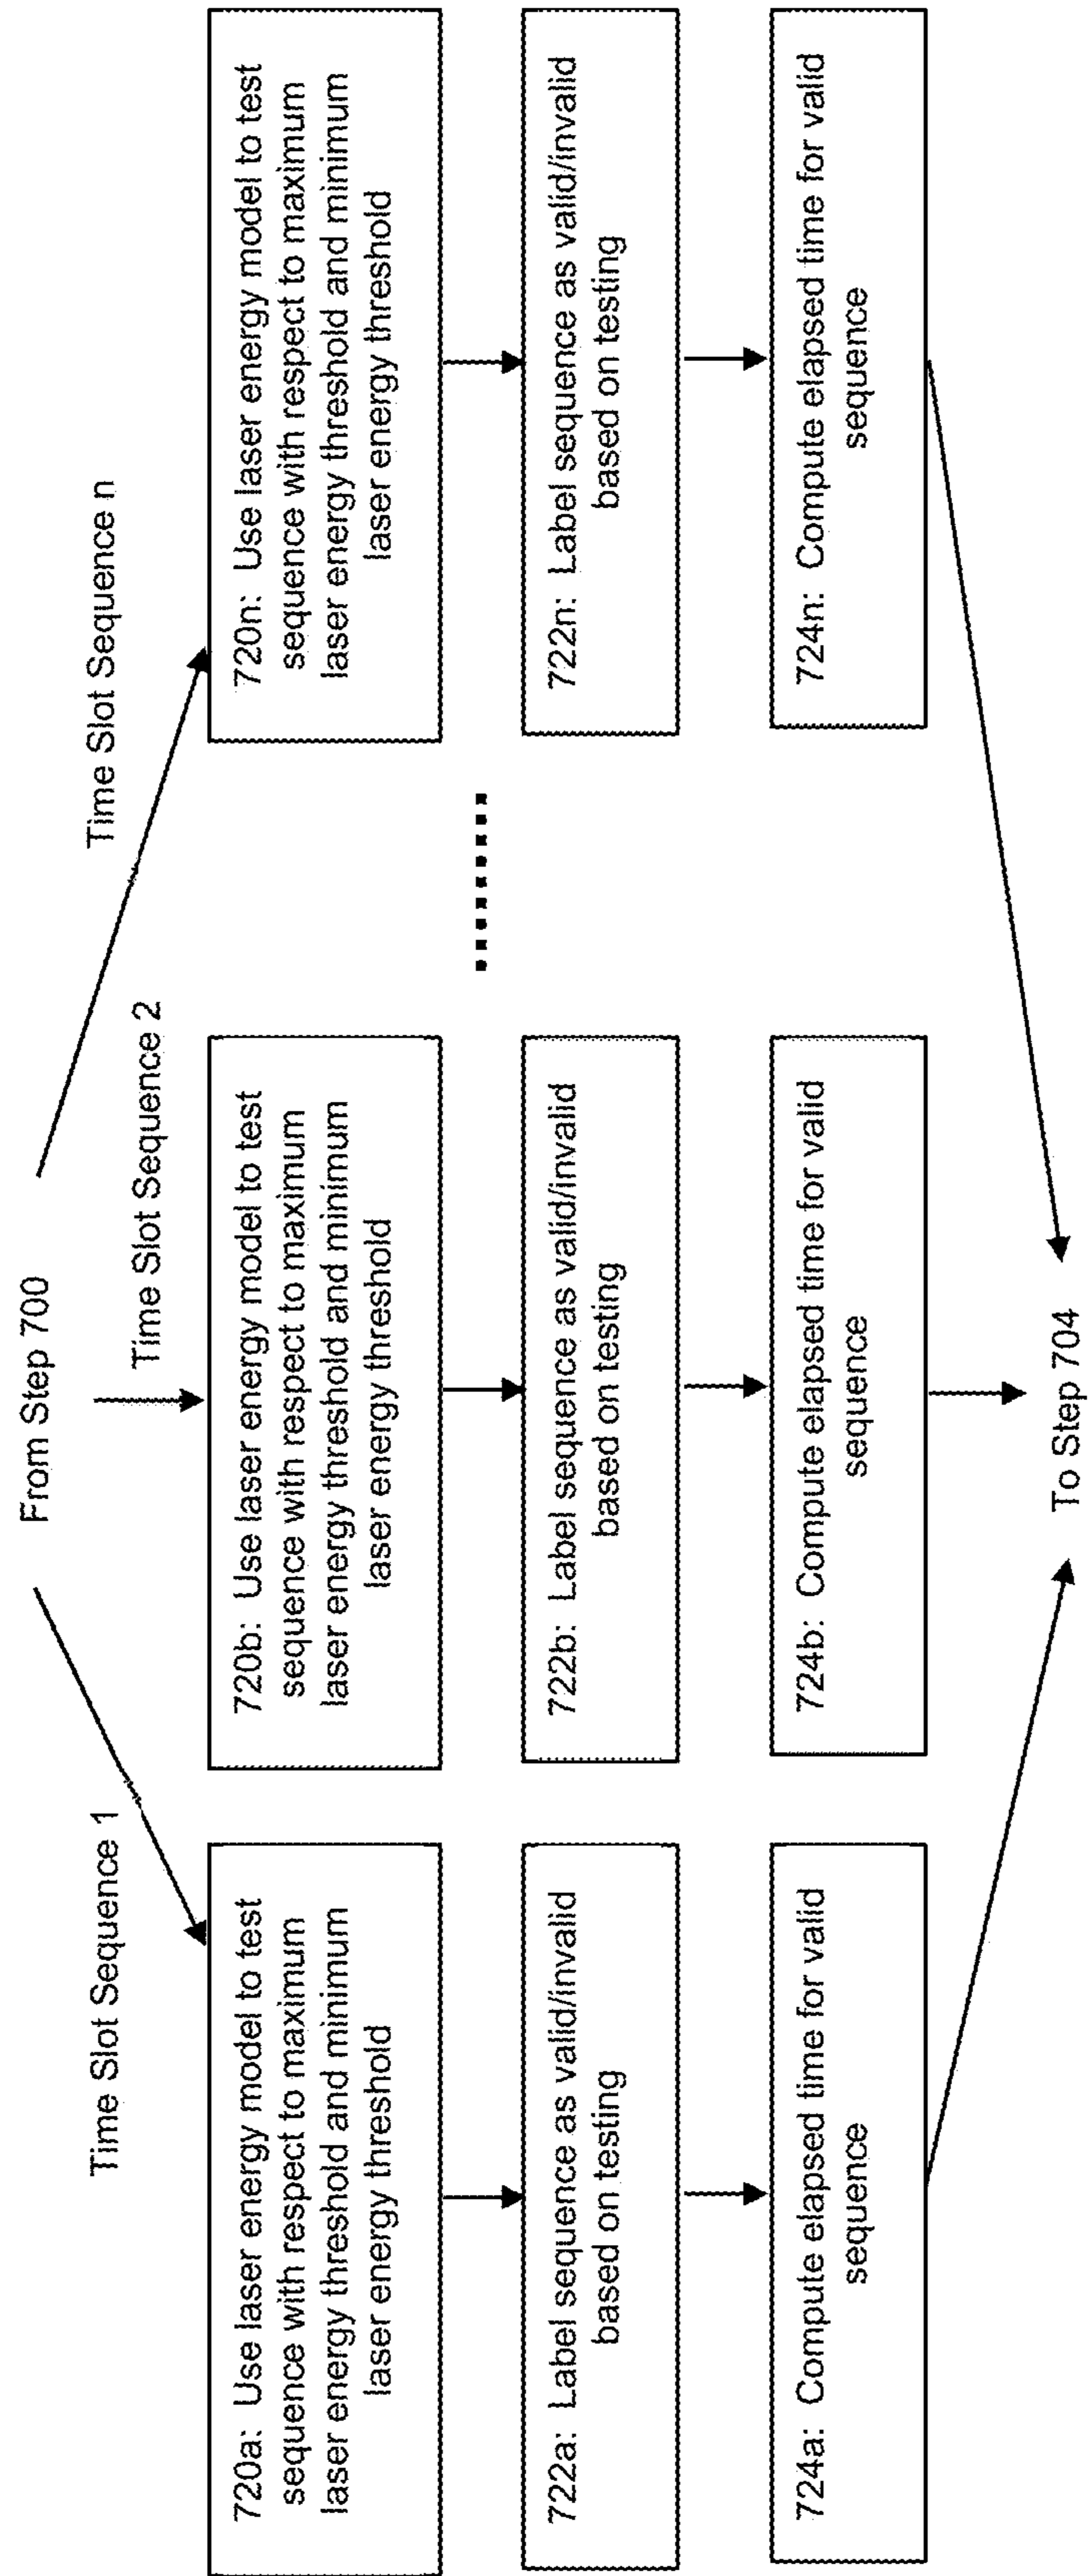 From Step 700
Time Slot Sequence 1
Time Slot Sequence 2
Time Slot Sequence n
720a: Use laser energy model to test
sequence with respect to maximum
laser energy threshold and minimum
laser energy threshold
722a: Label sequence as valid/invalid
based on testing
724a: Compute elapsed time for valid
sequence
720b: Use laser energy model to test
sequence with respect to maximum
laser energy threshold and minimum
laser energy threshold
722b: Label sequence as valid/invalid
based on testing
724b: Compute elapsed time for valid
sequence
720n: Use laser energy model to test
sequence with respect to maximum
laser energy threshold and minimum
laser energy threshold
722n: Label sequence as valid/invalid
based on testing
724n: Compute elapsed time for valid
sequence
To Step 704